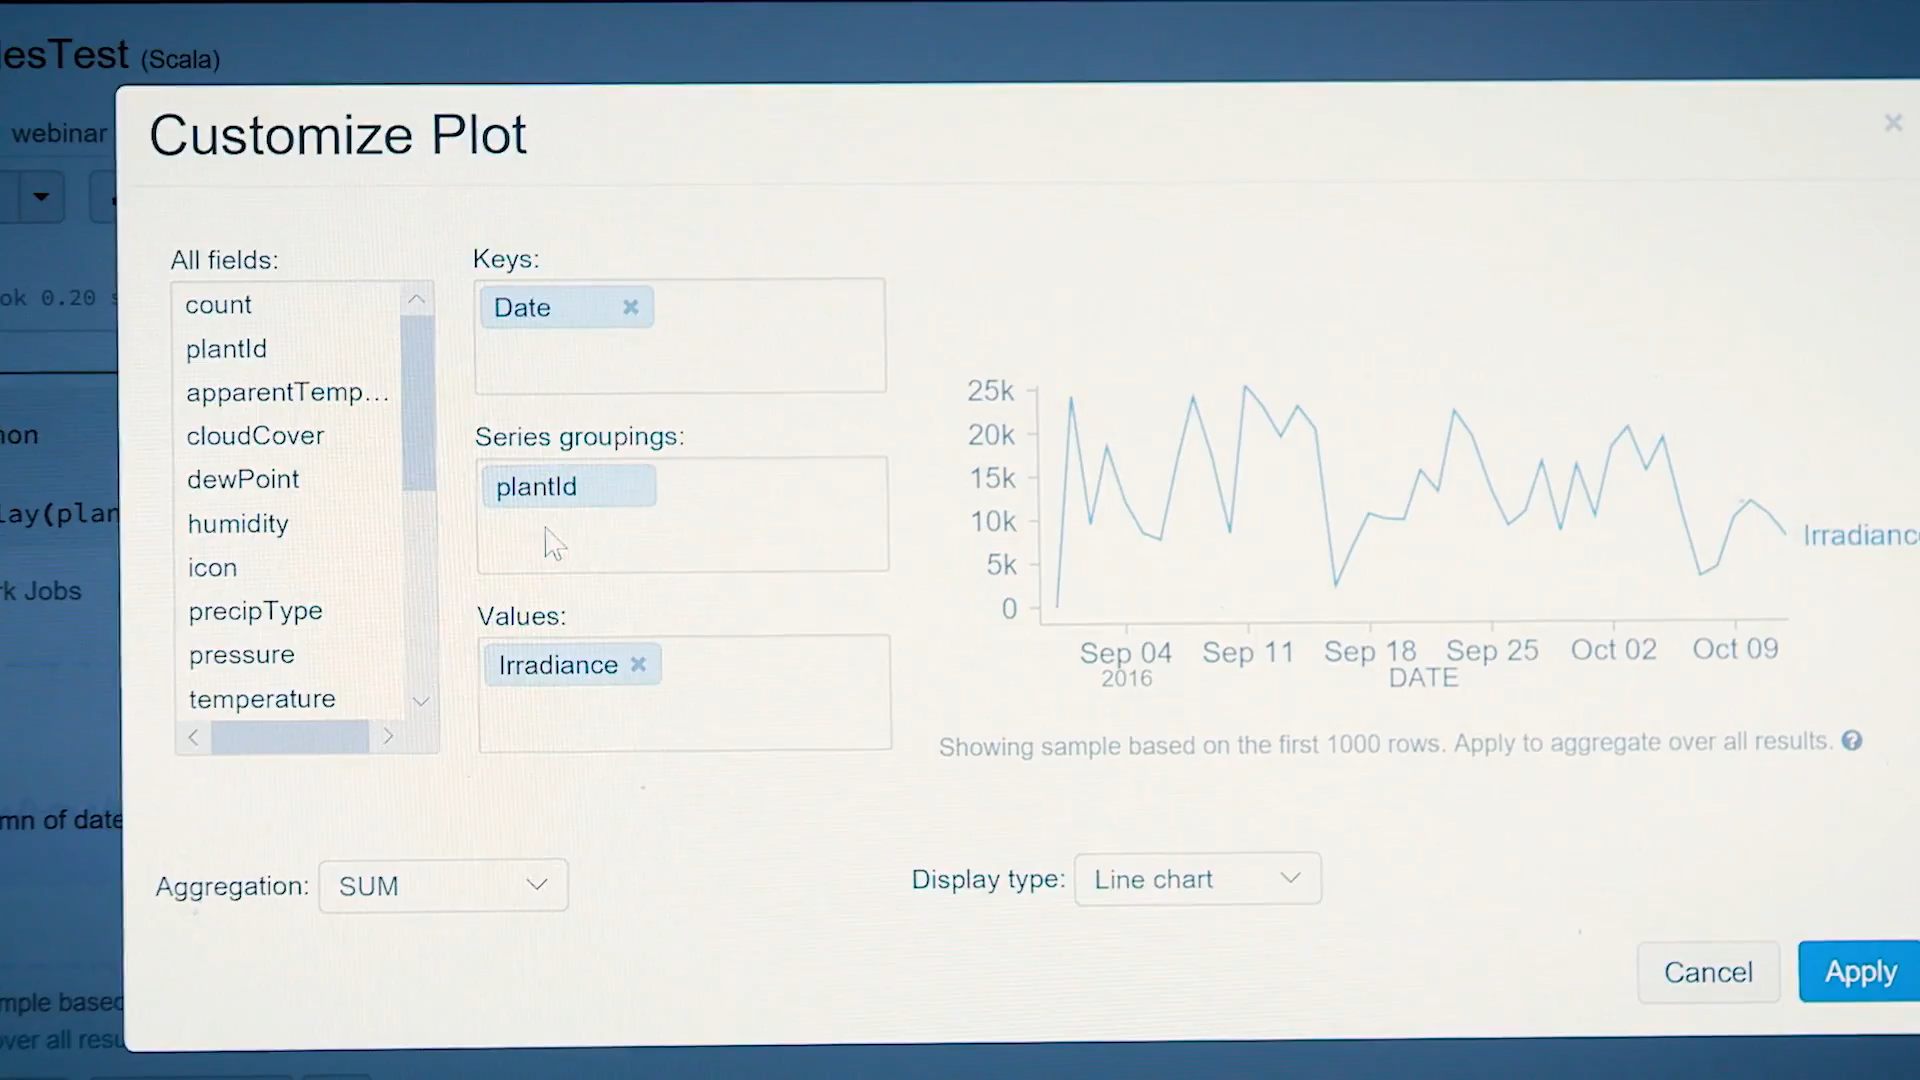 lesTest (Scala)
webinar
Customize Plot
ok 0.20 s
All fields:
count
plantId
apparentTemp...
cloudCover
dewPoint
humidity
icon
precipType
pressure
temperature
Keys:
Date
Series groupings:
plantId
Values:
Irradiance
25k
20k
15k
10k
5k
0
Irradianc
Sep 04 Sep 11 Sep 18 Sep 25 Oct 02 Oct 09
2016
DATE
Showing sample based on the first 1000 rows. Apply to aggregate over all results.
lay(plan
k Jobs
mn of date
Aggregation: SUM
Display type: Line chart
Cancel
Apply
mple based
over all resu